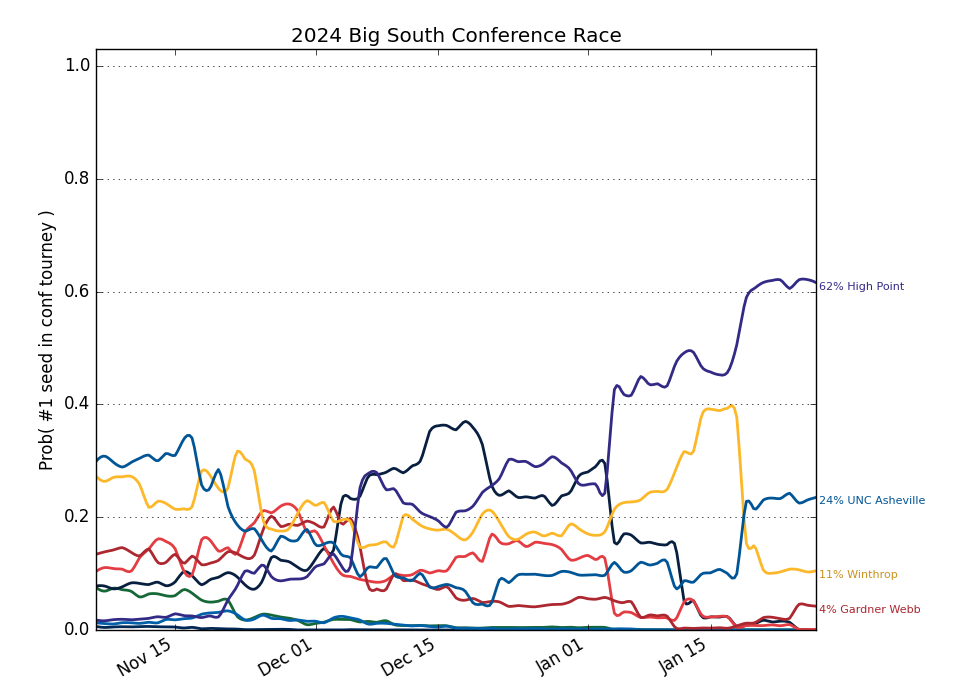 2024 Big South Conference Race
Prob( #1 seed in conf tourney )
1.0
0.8
0.6
0.4
0.2
0.0
Nov 15
Dec 01
Dec 15
Jan 01
Jan 15
62% High Point
24% UNC Asheville
11% Winthrop
4% Gardner Webb